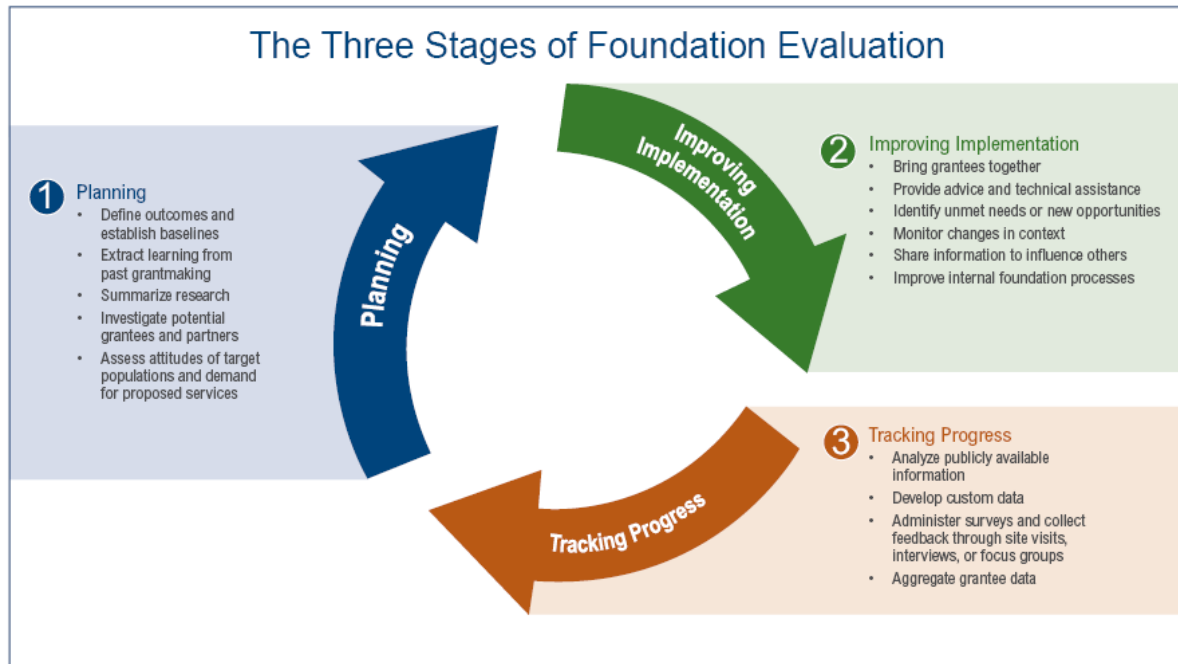 The Three Stages of Foundation Evaluation
1 Planning
• Define outcomes and
establish baselines
• Extract learning from
past grantmaking
• Summarize research
• Investigate potential
grantees and partners
• Assess attitudes of target
populations and demand
for proposed services
Planning
Improving
Implementation
2 Improving Implementation
• Bring grantees together
• Provide advice and technical assistance
• Identify unmet needs or new opportunities
• Monitor changes in context
• Share information to influence others
• Improve internal foundation processes
Tracking Progress
3 Tracking Progress
• Analyze publicly available
information
• Develop custom data
• Administer surveys and collect
feedback through site visits,
interviews, or focus groups
• Aggregate grantee data